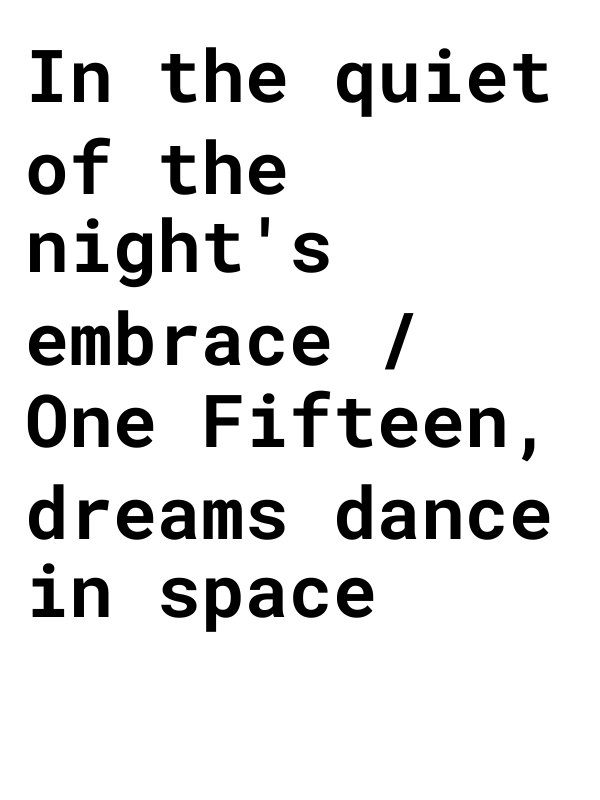 In the quiet
of the
night's
embrace /
One Fifteen,
dreams dance
in space